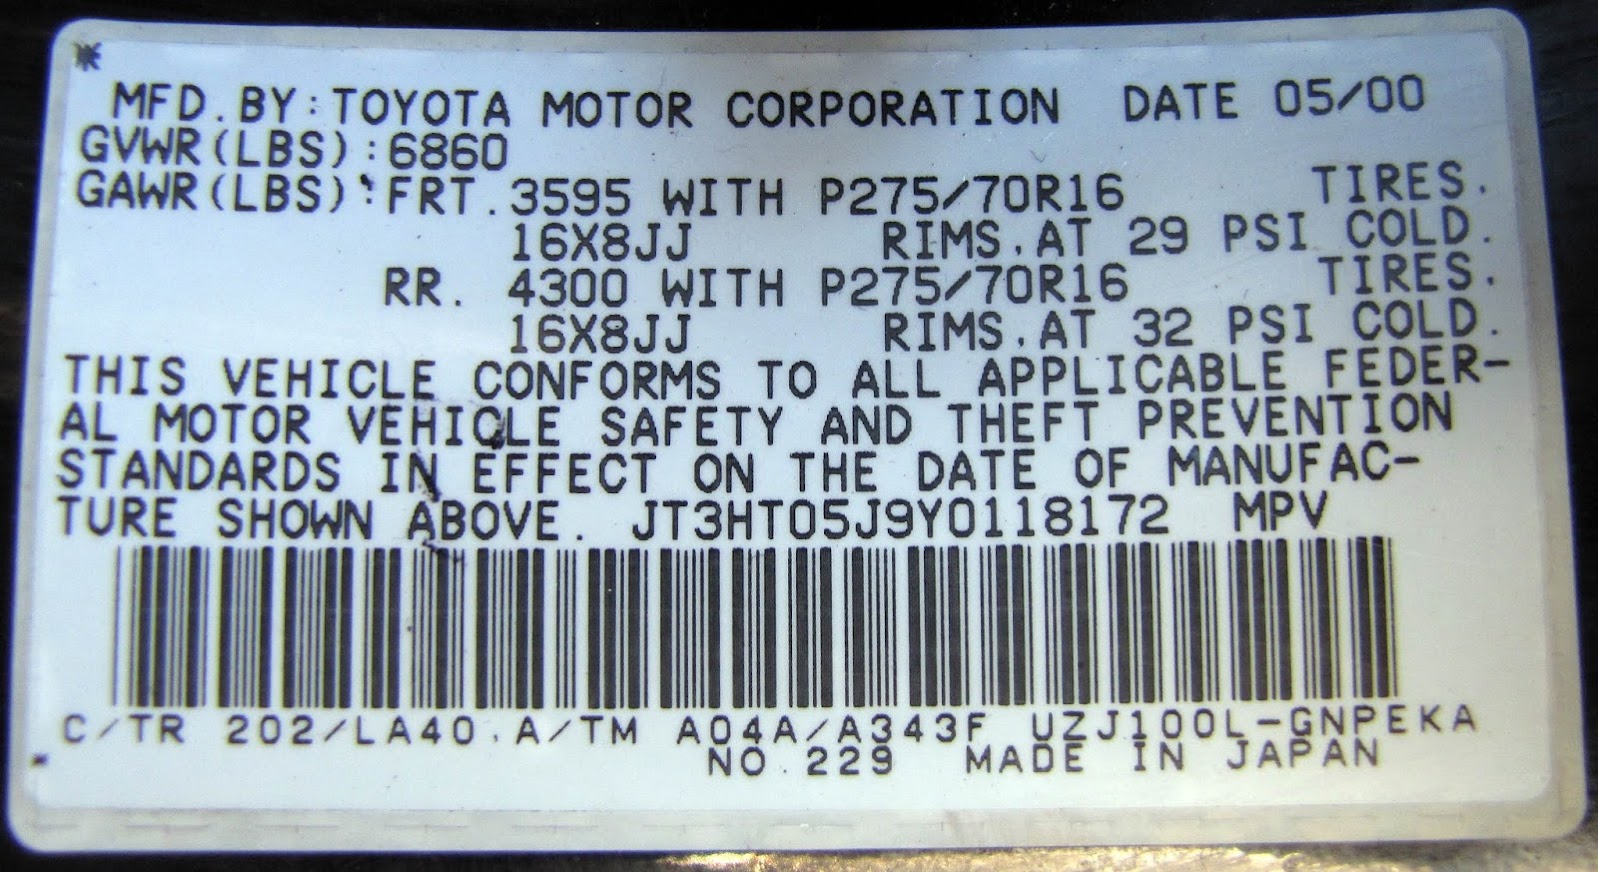 MFD.BY:TOYOTA MOTOR CORPORATION DATE 05/00
GVWR(LBS):6860
GAWR(LBS):FRT.3595 WITH P275/70R16 TIRES.
16X8JJ RIMS.AT 29 PSI COLD.
RR. 4300 WITH P275/70R16 TIRES.
16X8JJ RIMS.AT 32 PSI COLD.
THIS VEHICLE CONFORMS TO ALL APPLICABLE FEDER-
AL MOTOR VEHICLE SAFETY AND THEFT PREVENTION
STANDARDS IN EFFECT ON THE DATE OF MANUFAC-
TURE SHOWN ABOVE. JT3HT05J9Y0118172 MPV
C/TR 202/LA40.A/TM A04A/A343F UZJ100L-GNPEKA
NO.229 MADE IN JAPAN